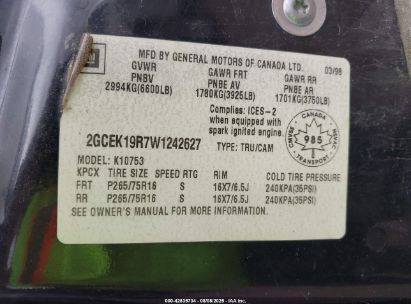 GM
MFD BY GENERAL MOTORS OF CANADA LTD.
03/98
GVWR GAWR FRT GAWR RR
PNBV PNBE AV PNBE AR
2994KG(6600LB) 1780KG(3925LB) 1701KG(3750LB)
Complies: ICES-2
when equipped with
spark ignited engine.
2GCEK19R7W1242627
TYPE: TRU/CAM
MODEL: K10753
KPCX TIRE SIZE SPEED RTG RIM COLD TIRE PRESSURE
FRT P265/75R16 S 16X7/6.5J 240KPA(35PSI)
RR P265/75R16 S 16X7/6.5J 240KPA(35PSI)
SEE OWNER'S MANUAL FOR MORE INFORMATION.
CANADA
985
TRANSPORT